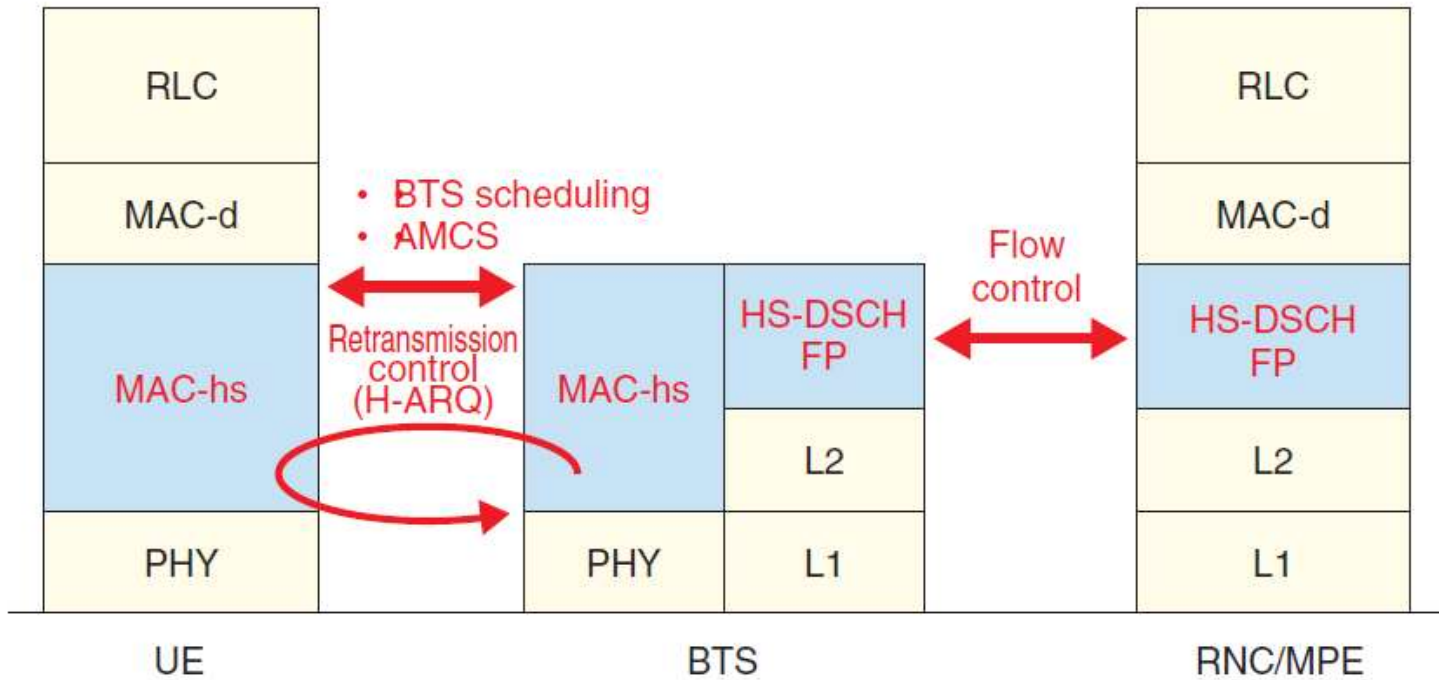 RLC
MAC-d
MAC-hs
PHY
UE
• BTS scheduling
• AMCS
Retransmission
control
(H-ARQ)
MAC-hs
PHY
HS-DSCH
FP
L2
L1
BTS
Flow
control
RLC
MAC-d
HS-DSCH
FP
L2
L1
RNC/MPE